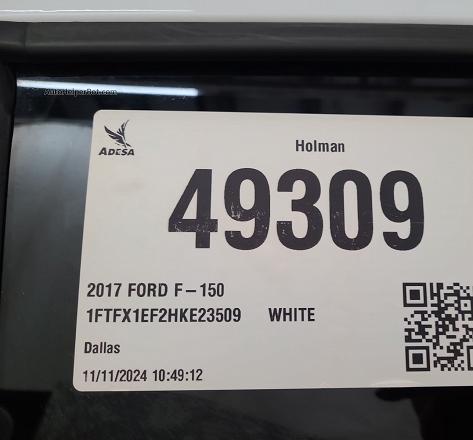 AutoHelperBot.com
ADESA
Holman
49309
2017 FORD F-150
1FTFX1EF2HKE23509 WHITE
Dallas
11/11/2024 10:49:12